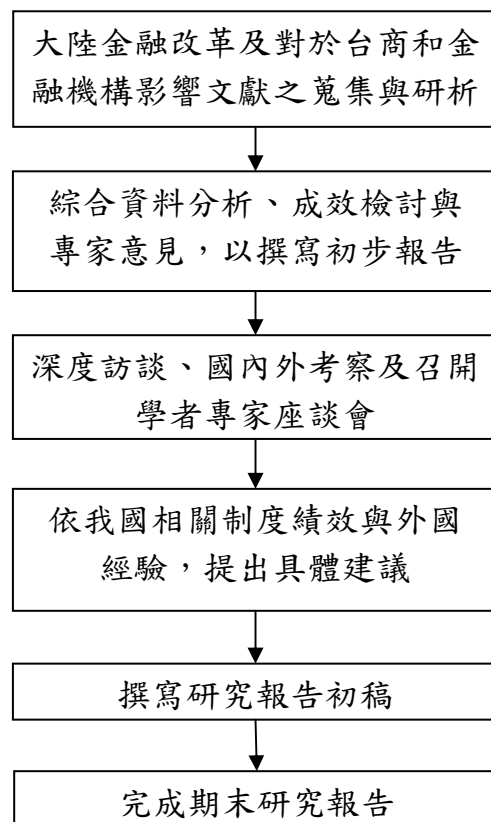 大陸金融改革及對於台商和金
融機構影響文獻之蒐集與研析
綜合資料分析、成效檢討與
專家意見，以撰寫初步報告
深度訪談、國內外考察及召開
學者專家座談會
依我國相關制度績效與外國
經驗，提出具體建議
撰寫研究報告初稿
完成期末研究報告